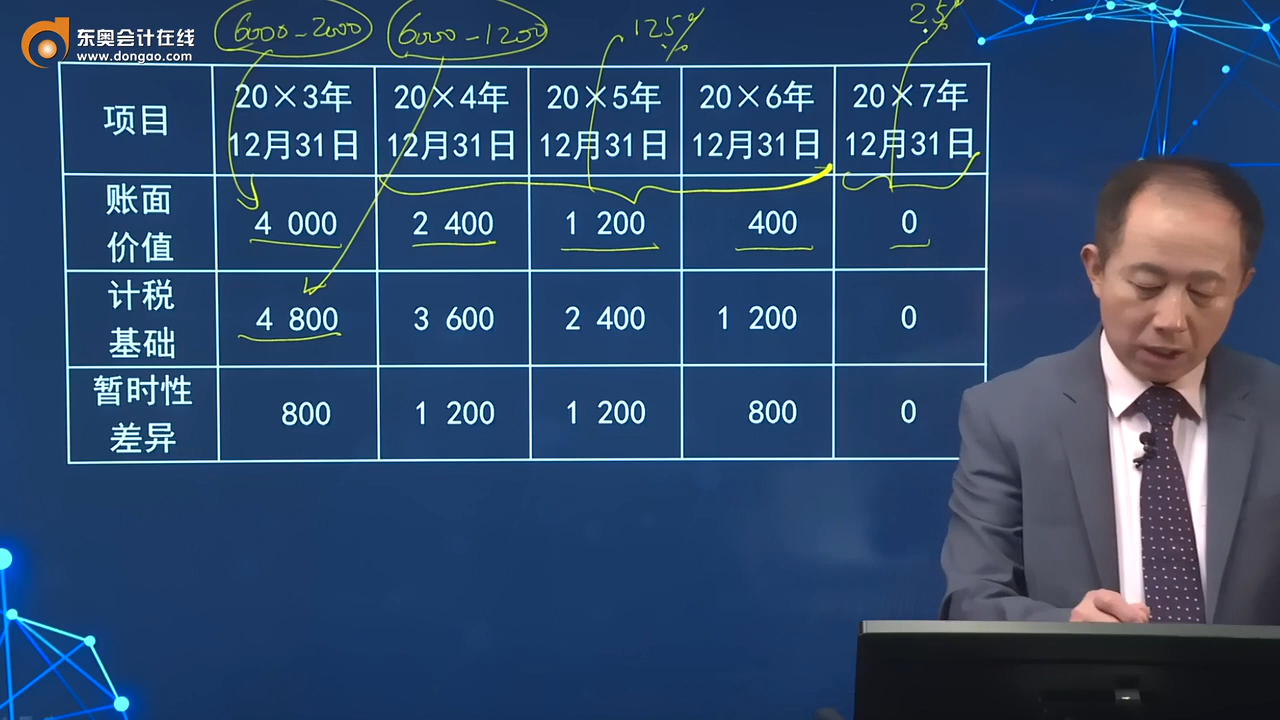 东奥会计在线
www.dongao.com
6000-2000
6000-1200
12.5%
25%
项目
20×3年
12月31日
20×4年
12月31日
20×5年
12月31日
20×6年
12月31日
20×7年
12月31日
账面
价值
4 000
2 400
1 200
400
0
计税
基础
4 800
3 600
2 400
1 200
0
暂时性
差异
800
1 200
1 200
800
0